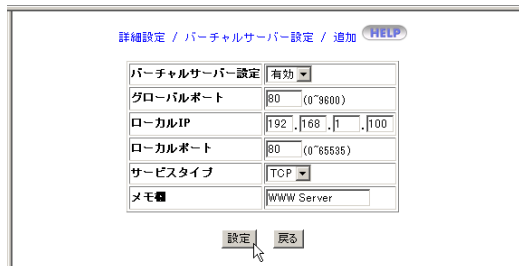 詳細設定 / バーチャルサーバー設定 / 追加 HELP
バーチャルサーバー設定 有効
グローバルポート 80 (0~9600)
ローカルIP 192 . 168 . 1 . 100
ローカルポート 80 (0~65535)
サービスタイプ TCP
メモ WWW Server
設定 戻る